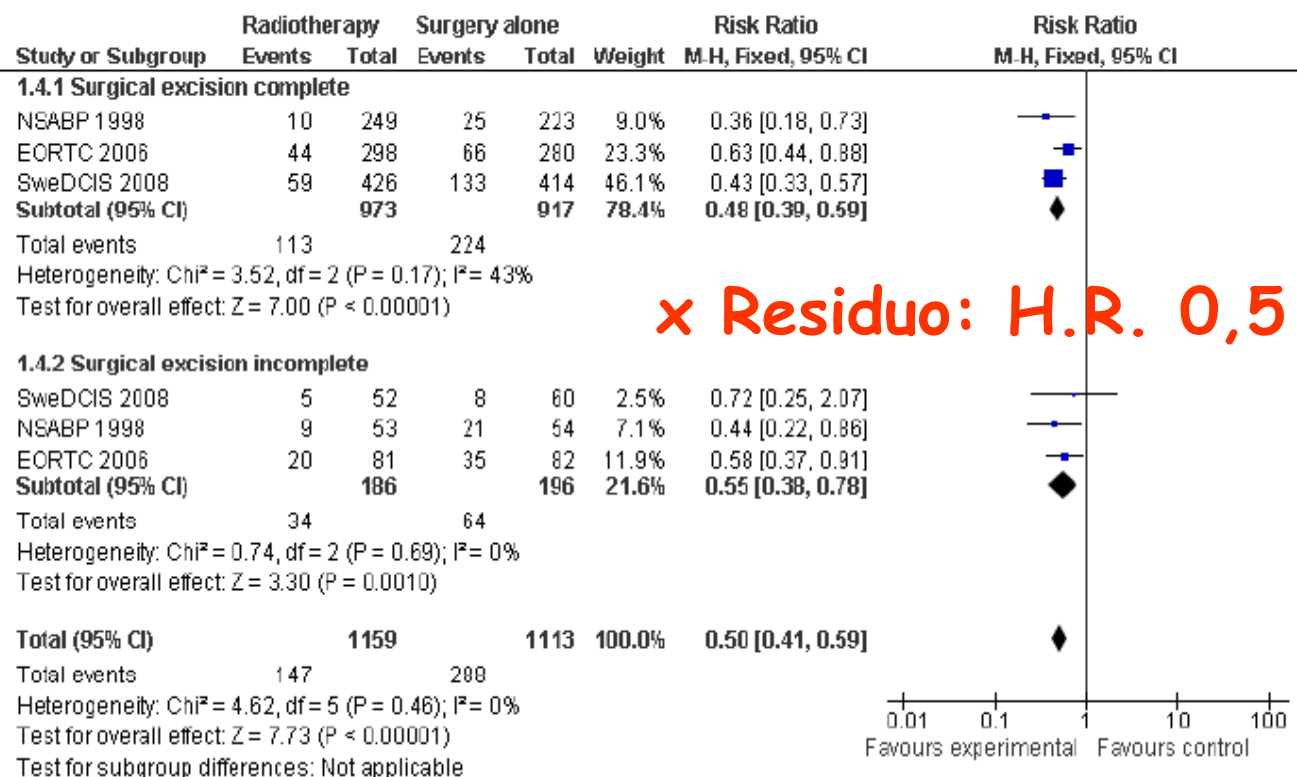 Radiotherapy Surgery alone Risk Ratio Risk Ratio
Study or Subgroup Events Total Events Total Weight M-H, Fixed, 95% CI M-H, Fixed, 95% CI
1.4.1 Surgical excision complete
NSABP 1998 10 249 25 223 9.0% 0.36 [0.18, 0.73]
EORTC 2006 44 298 66 280 23.3% 0.63 [0.44, 0.88]
SweDCIS 2008 59 426 133 414 46.1% 0.43 [0.33, 0.57]
Subtotal (95% CI) 973 917 78.4% 0.48 [0.39, 0.59]
Total events 113 224
Heterogeneity: Chi² = 3.52, df = 2 (P = 0.17); I² = 43%
Test for overall effect: Z = 7.00 (P < 0.00001)
x Residuo: H.R. 0,5
1.4.2 Surgical excision incomplete
SweDCIS 2008 5 52 8 60 2.5% 0.72 [0.25, 2.07]
NSABP 1998 9 53 21 54 7.1% 0.44 [0.22, 0.86]
EORTC 2006 20 81 35 82 11.9% 0.58 [0.37, 0.91]
Subtotal (95% CI) 186 196 21.6% 0.55 [0.38, 0.78]
Total events 34 64
Heterogeneity: Chi² = 0.74, df = 2 (P = 0.69); I² = 0%
Test for overall effect: Z = 3.30 (P = 0.0010)
Total (95% CI) 1159 1113 100.0% 0.50 [0.41, 0.59]
Total events 147 288
Heterogeneity: Chi² = 4.62, df = 5 (P = 0.46); I² = 0%
Test for overall effect: Z = 7.73 (P < 0.00001)
Test for subgroup differences: Not applicable
0.01 0.1 1 10 100
Favours experimental Favours control